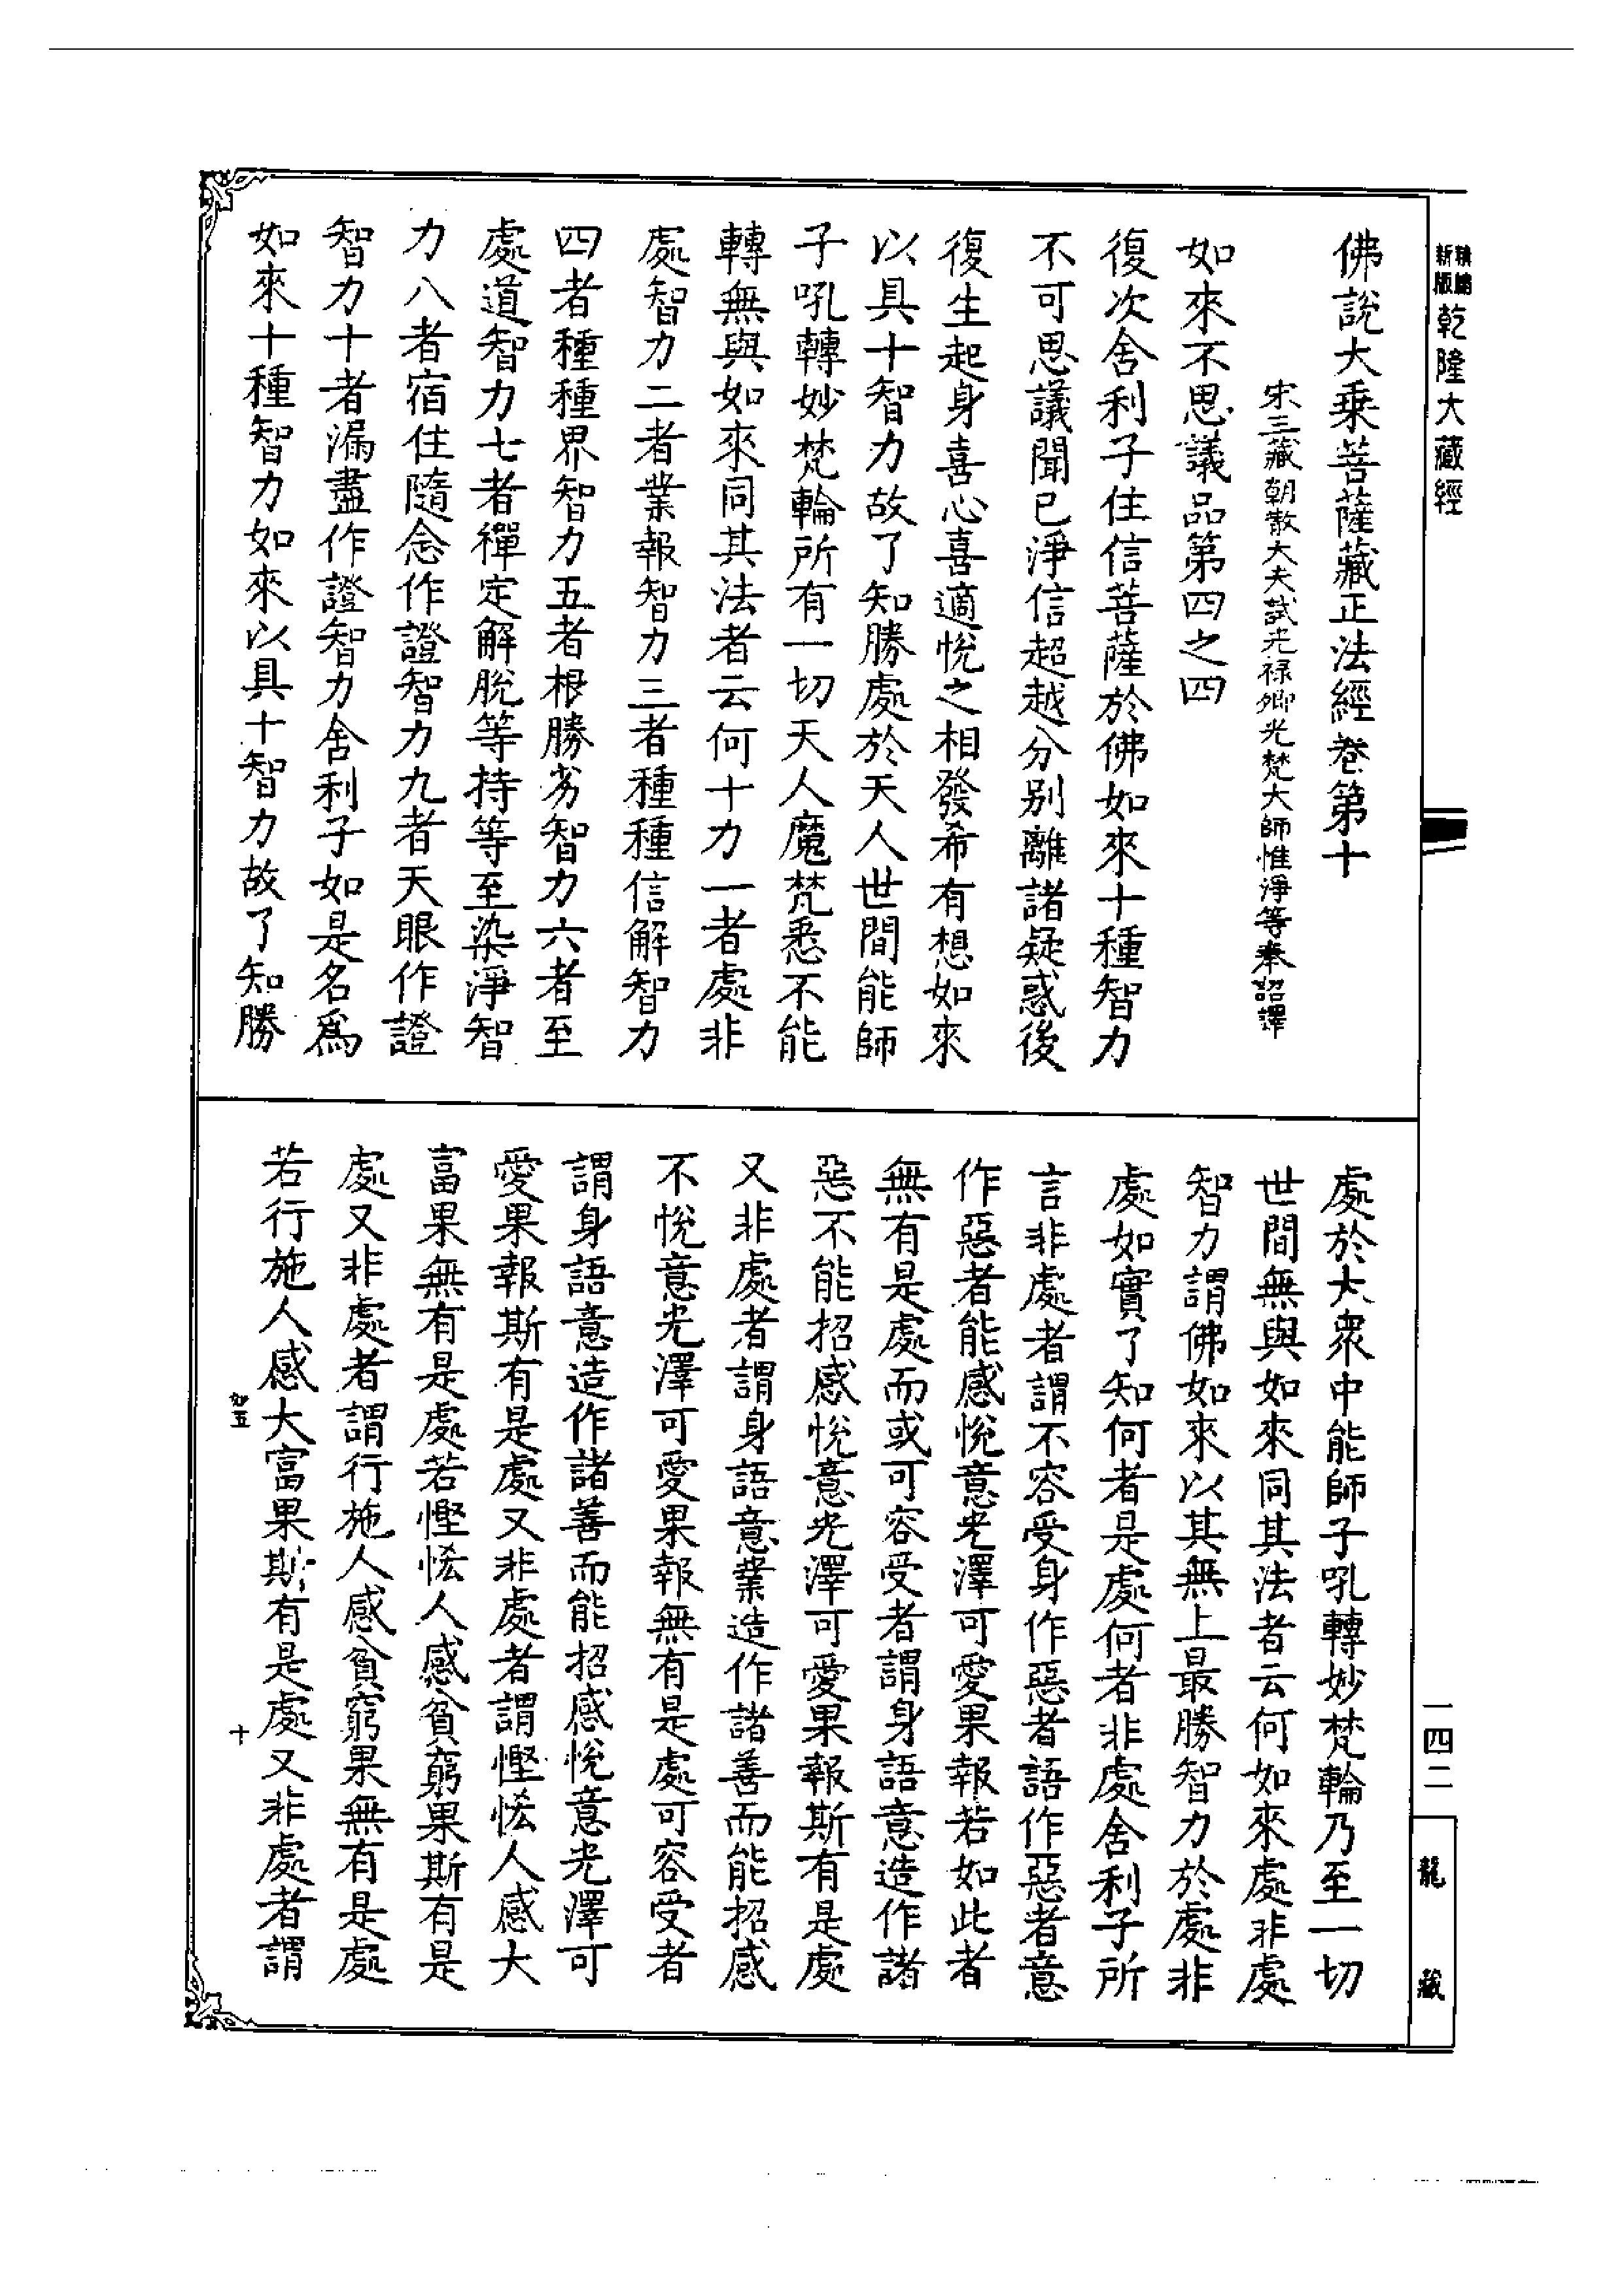 新版
乾隆大藏經
佛說大乘菩薩藏正法經卷第十
宋三藏朝散大夫試光祿卿光梵大師惟淨等奉詔譯
如來不思議品第四之四
復次舍利子住信菩薩於佛如來十種智力
不可思議聞已淨信超越分別離諸疑惑後
復生起身喜心喜適悅之相發希有想如來
以具十智力故了知勝處於天人世間能師
子吼轉妙梵輪所有一切天人魔梵悉不能
轉無與如來同其法者云何十力一者處非
處智力二者業報智力三者種種信解智力
四者種種界智力五者根勝劣智力六者至
處道智力七者禪定解脫等持等至染淨智
力八者宿住隨念作證智力九者天眼作證
智力十者漏盡作證智力舍利子如是名爲
如來十種智力如來以具十智力故了知勝
處於大衆中能師子吼轉妙梵輪乃至一切
世間無與如來同其法者云何如來處非處
智力謂佛如來以其無上最勝智力於處非
處如實了知何者是處何者非處舍利子所
言非處者謂不容受身作惡者語作惡者意
作惡者能感悅意光澤可愛果報若如此者
無有是處而或可容受者謂身語意造作諸
惡不能招感悅意光澤可愛果報斯有是處
又非處者謂身語意業造作諸善而能招感
不悅意光澤可愛果報無有是處可容受者
謂身語意造作諸善而能招感悅意光澤可
愛果報斯有是處又非處者謂慳悋人感大
富果無有是處若慳悋人感貧窮果斯有是
處又非處者謂行施人感貧窮果無有是處
若行施人感大富果斯有是處又非處者謂
十
一四二
龍藏